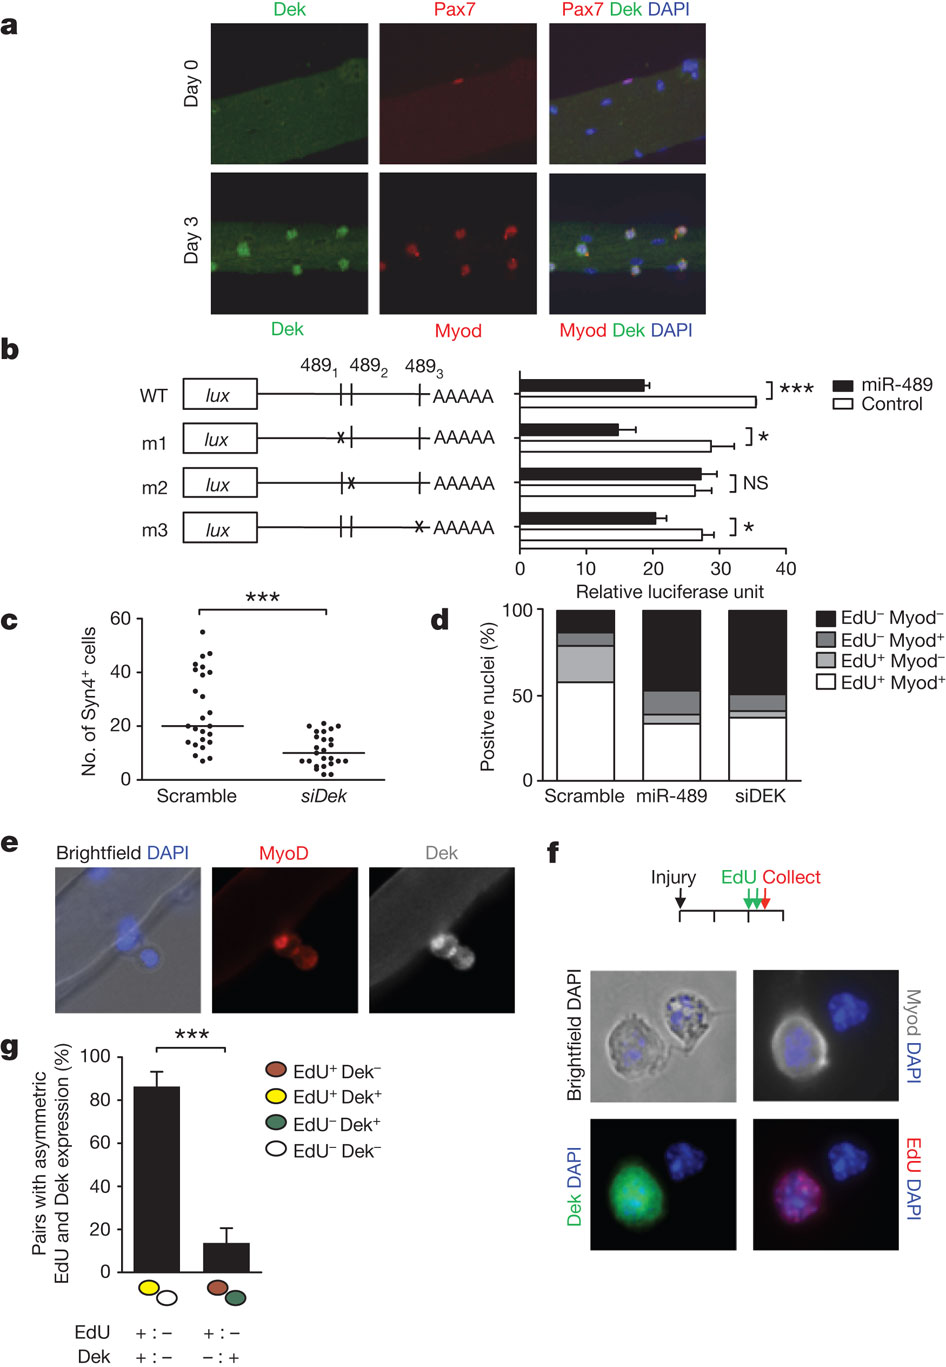 a
Dek
Pax7
Pax7 Dek DAPI
Day 0
Day 3
Dek
Myod
Myod Dek DAPI
b
489₁ 489₂ 489₃
WT lux AAAAA
m1 lux x AAAAA
m2 lux x AAAAA
m3 lux x AAAAA
***
*
NS
*
miR-489
Control
0 10 20 30 40
Relative luciferase unit
c
No. of Syn4⁺ cells
60
40
20
0
***
Scramble
siDek
d
Positve nuclei (%)
100
50
0
Scramble
miR-489
siDEK
EdU⁻ Myod⁻
EdU⁻ Myod⁺
EdU⁺ Myod⁻
EdU⁺ Myod⁺
e
Brightfield DAPI
MyoD
Dek
f
Injury
EdU
Collect
Brightfield DAPI
Myod DAPI
Dek DAPI
EdU DAPI
g
Pairs with asymmetric
EdU and Dek expression (%)
100
80
60
40
20
0
***
EdU⁺ Dek⁻
EdU⁺ Dek⁺
EdU⁻ Dek⁺
EdU⁻ Dek⁻
EdU + : − + : −
Dek + : − − : +